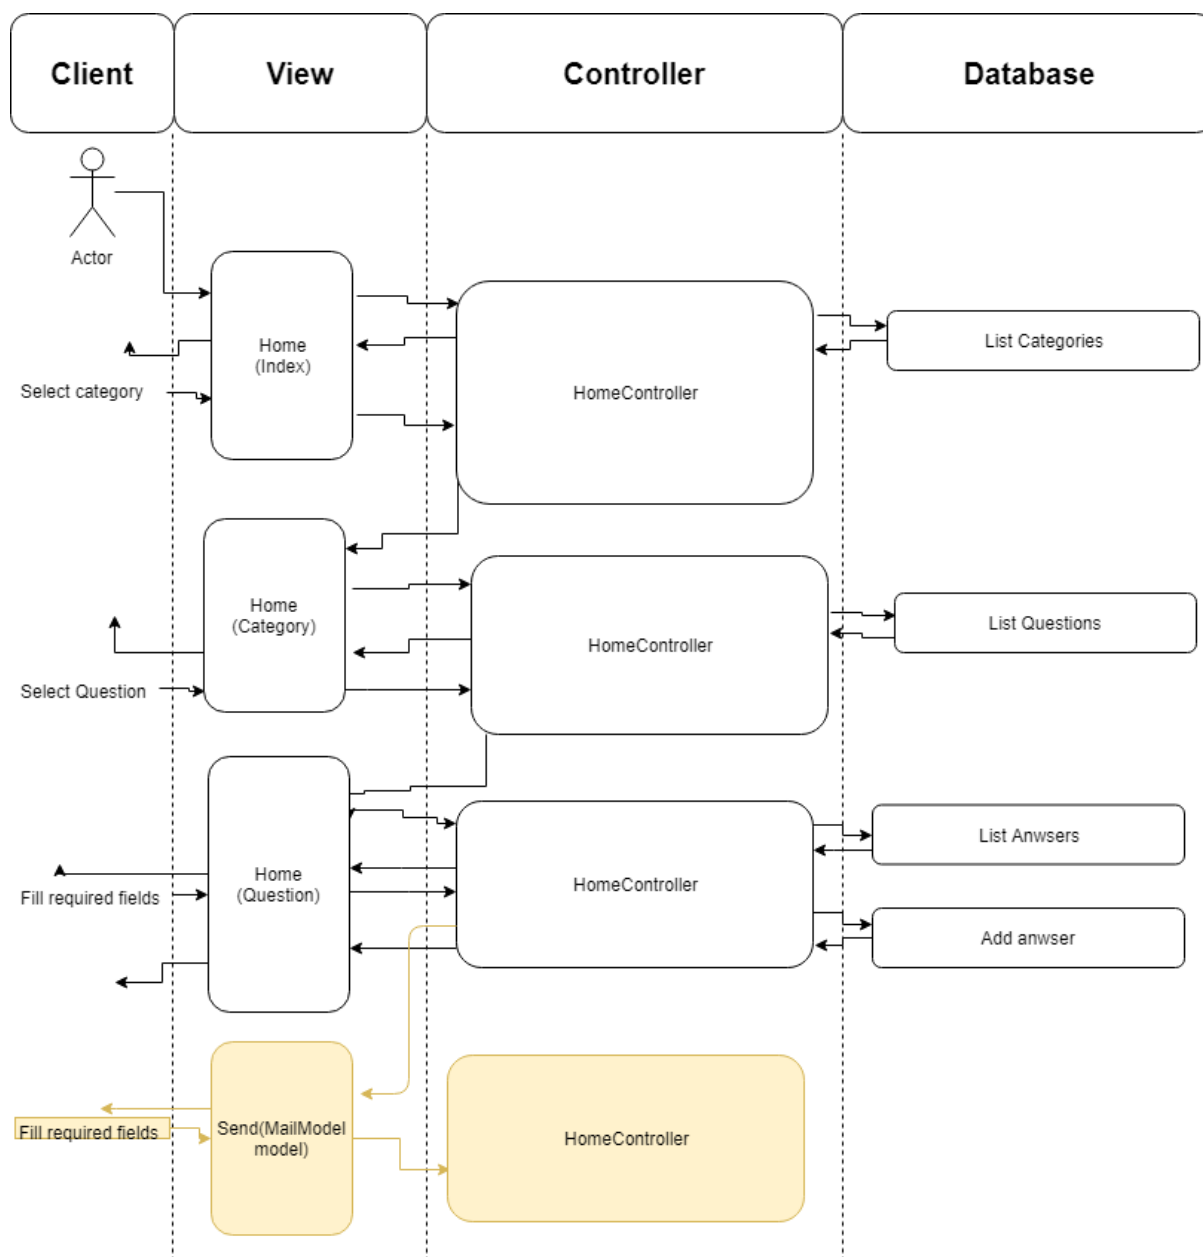 Client
View
Controller
Database
Actor
Home
(Index)
HomeController
List Categories
Select category
Home
(Category)
HomeController
List Questions
Select Question
Home
(Question)
HomeController
List Anwsers
Fill required fields
Add anwser
Send(MailModel
model)
HomeController
Fill required fields